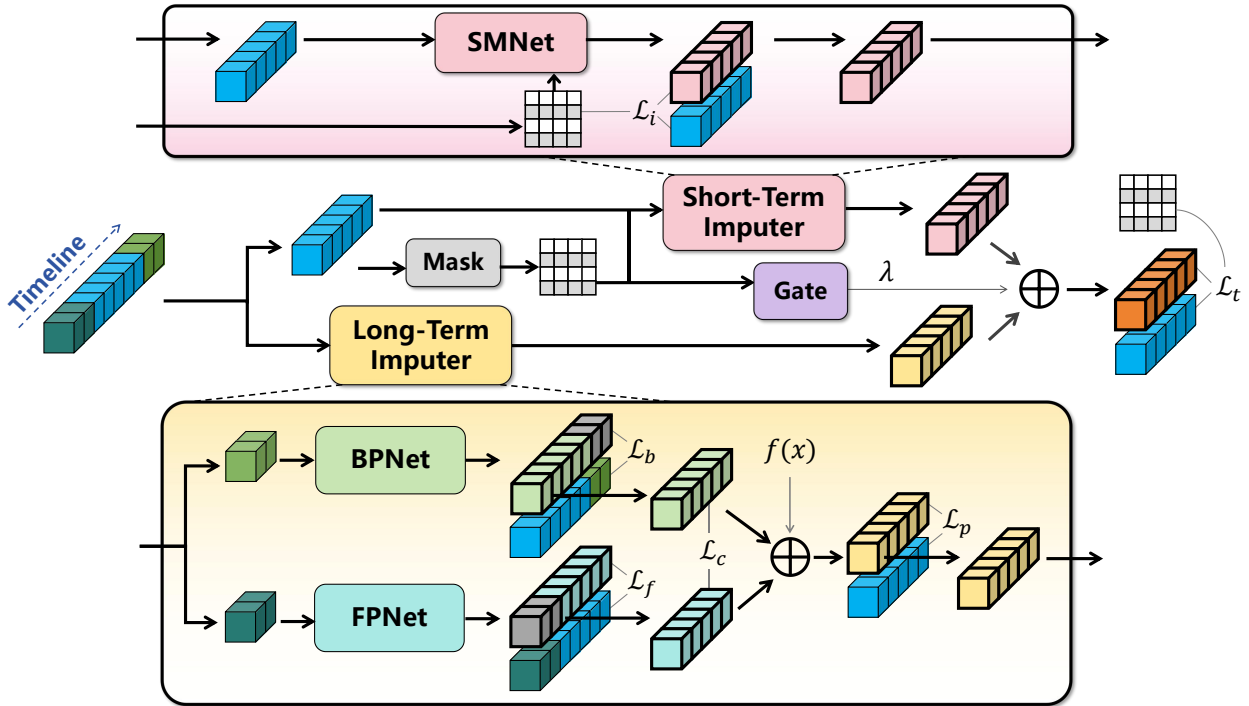 SMNet
ℒi
Short-Term
Imputer
Timeline
Mask
Gate
λ
ℒt
Long-Term
Imputer
BPNet
ℒb
f(x)
ℒc
ℒp
FPNet
ℒf